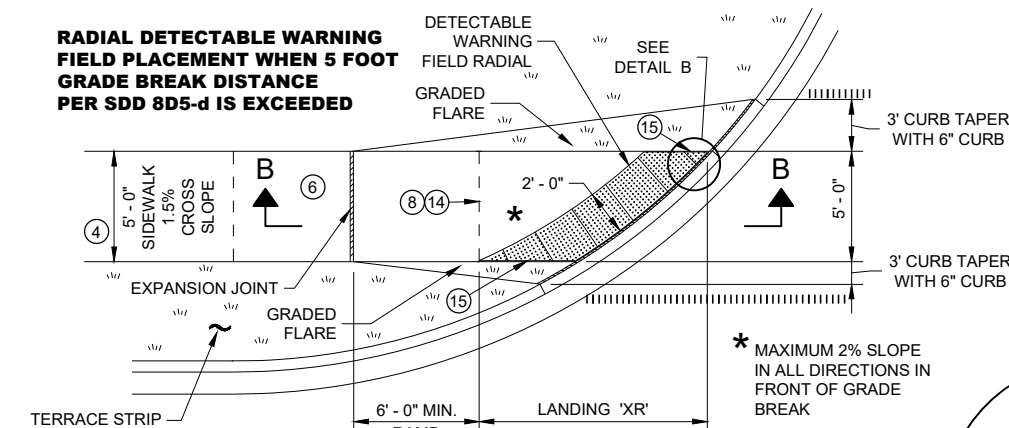 RADIAL DETECTABLE WARNING
FIELD PLACEMENT WHEN 5 FOOT
GRADE BREAK DISTANCE
PER SDD 8D5-d IS EXCEEDED
DETECTABLE
WARNING
FIELD RADIAL
SEE
DETAIL B
GRADED
FLARE
15
3' CURB TAPER
WITH 6" CURB
4
5' - 0"
SIDEWALK
1.5%
CROSS
SLOPE
B
6
8 14
*
2' - 0"
B
5' - 0"
EXPANSION JOINT
GRADED
FLARE
15
3' CURB TAPER
WITH 6" CURB
* MAXIMUM 2% SLOPE
IN ALL DIRECTIONS IN
FRONT OF GRADE
BREAK
TERRACE STRIP
6' - 0" MIN.
RAMP
LANDING 'XR'